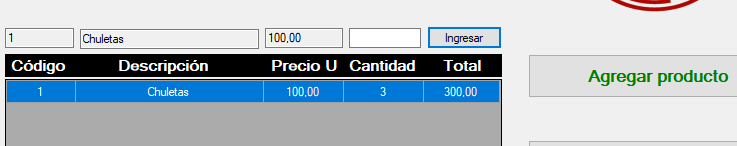 1 Chuletas 100,00 Ingresar
Código Descripción Precio U Cantidad Total
1 Chuletas 100,00 3 300,00
Agregar producto